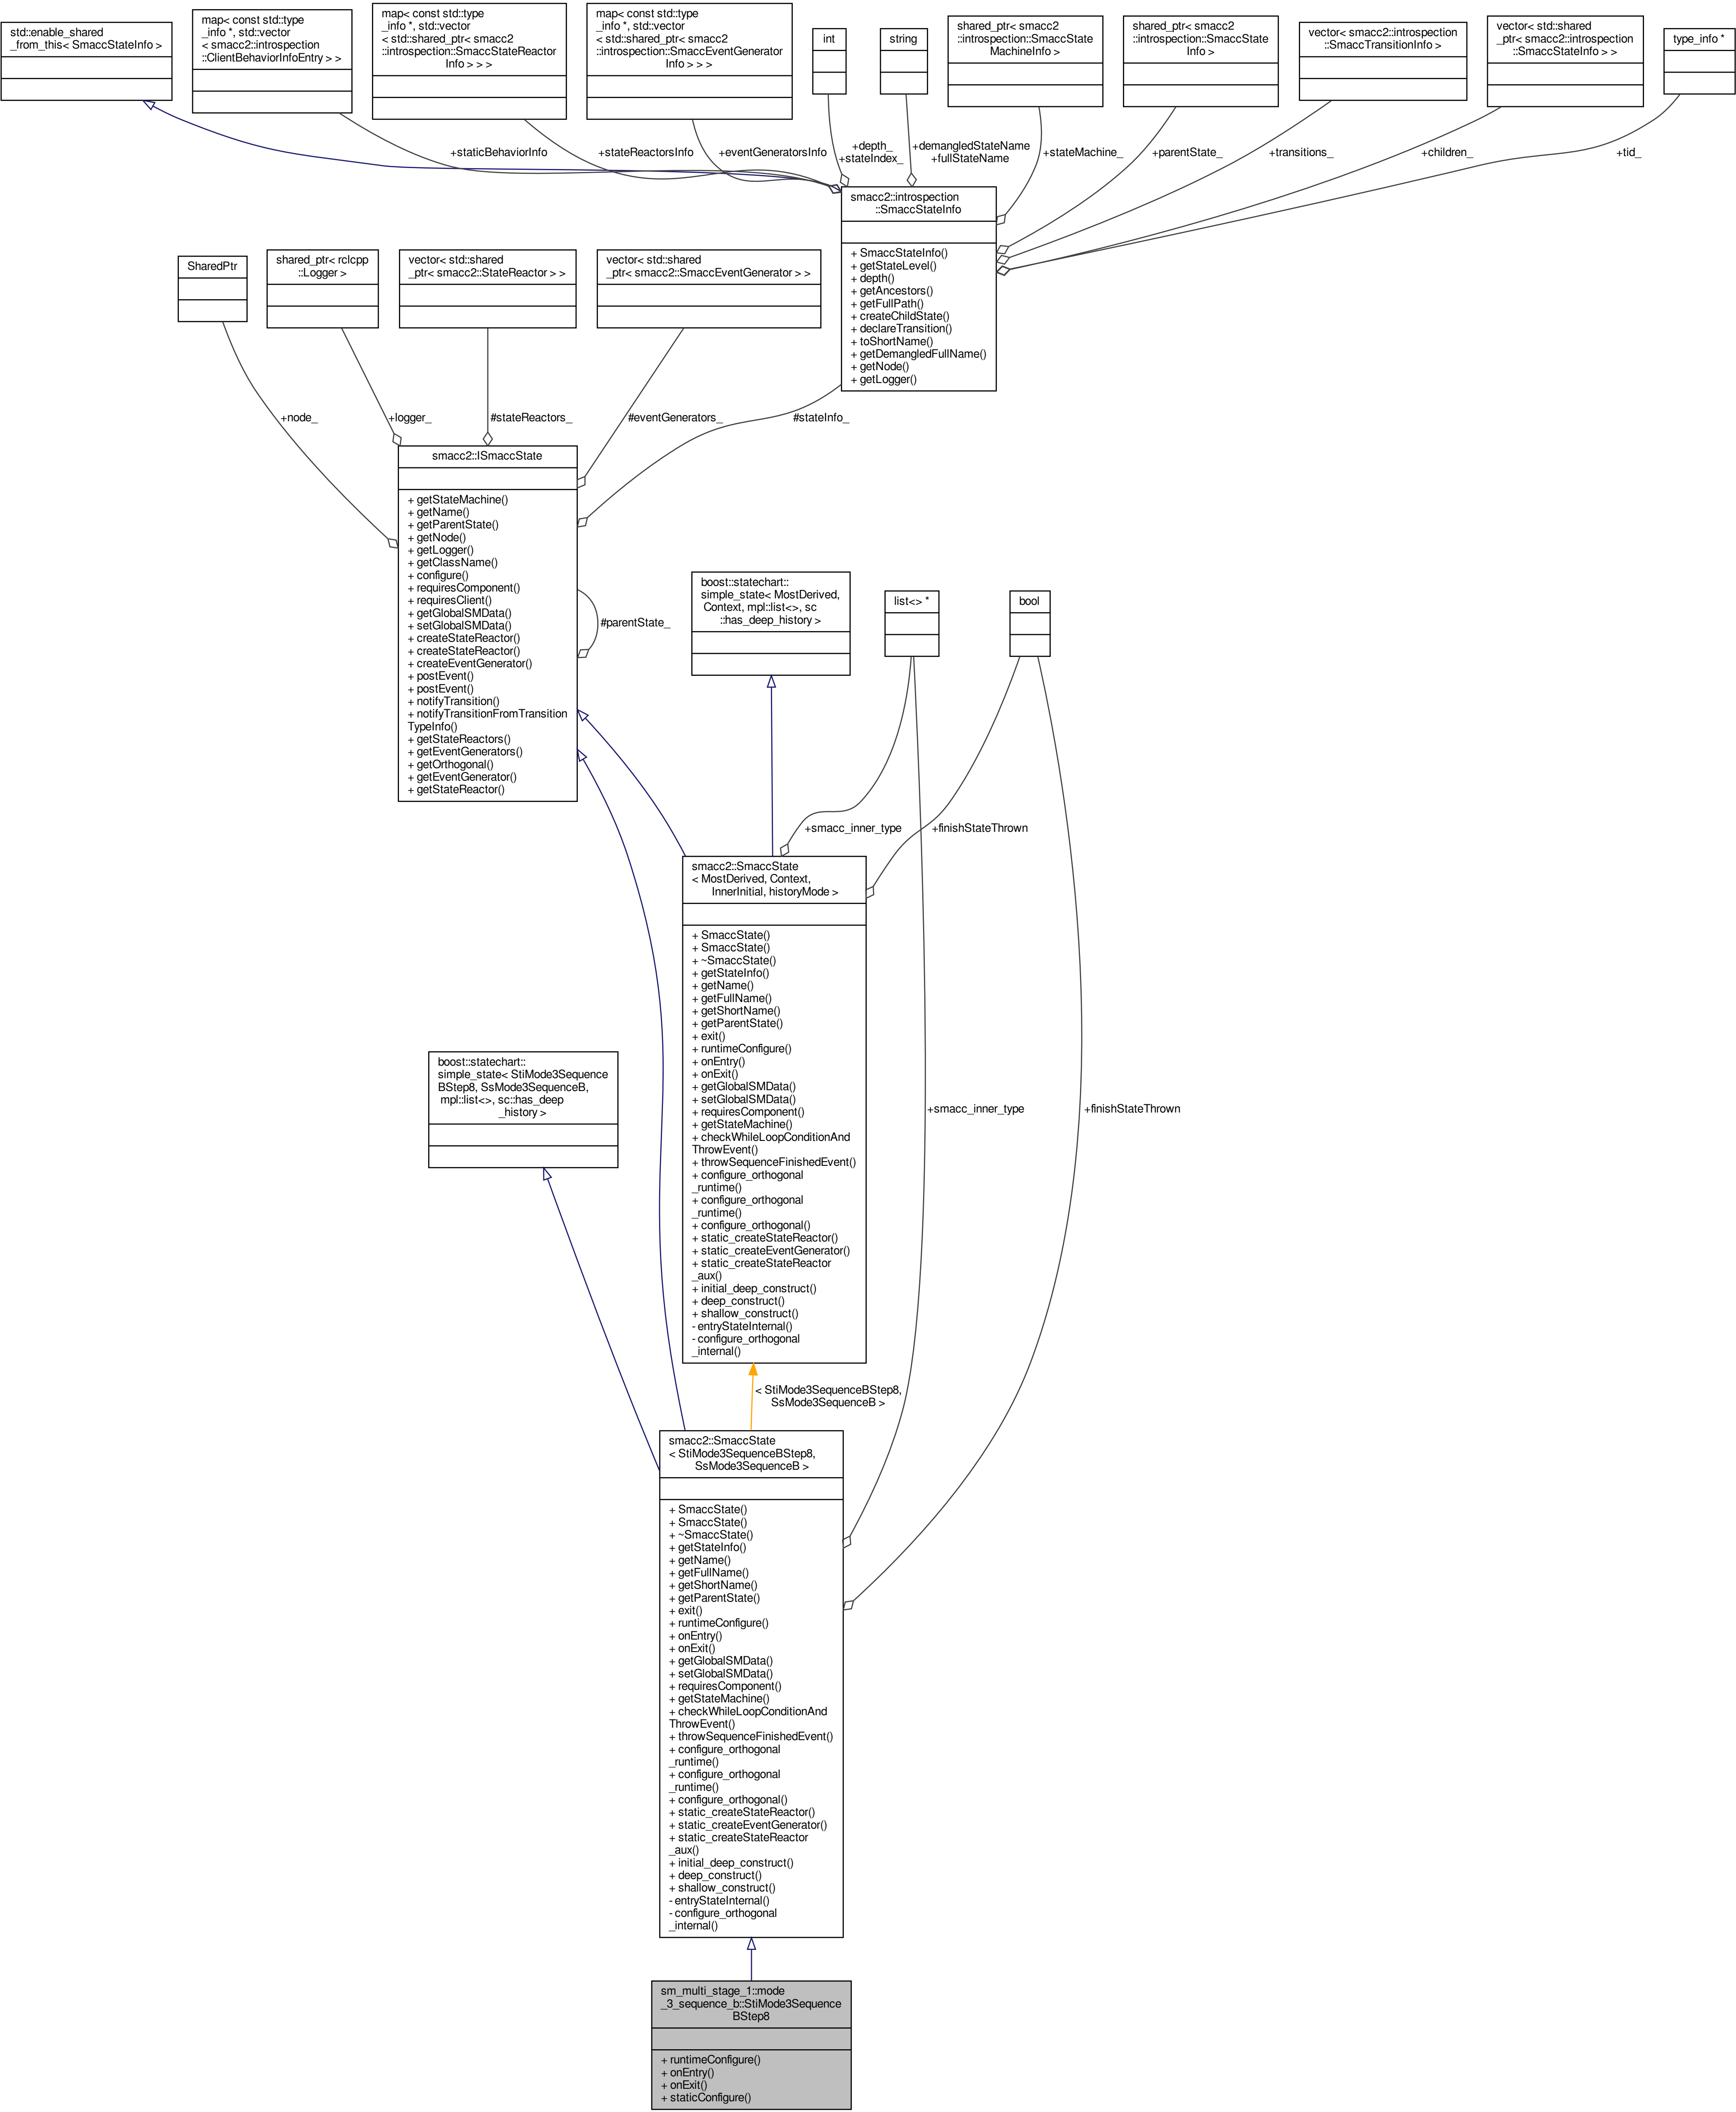 std::enable_shared
_from_this< SmaccStateInfo >
map< const std::type
_info *, std::vector
< smacc2::introspection
::ClientBehaviorInfoEntry > >
map< const std::type
_info *, std::vector
< std::shared_ptr< smacc2
::introspection::SmaccStateReactor
Info > > >
map< const std::type
_info *, std::vector
< std::shared_ptr< smacc2
::introspection::SmaccEventGenerator
Info > > >
int
string
shared_ptr< smacc2
::introspection::SmaccState
MachineInfo >
shared_ptr< smacc2
::introspection::SmaccState
Info >
vector< smacc2::introspection
::SmaccTransitionInfo >
vector< std::shared
_ptr< smacc2::introspection
::SmaccStateInfo > >
type_info *
+staticBehaviorInfo
+stateReactorsInfo
+eventGeneratorsInfo
+depth_
+stateIndex_
+demangledStateName
+fullStateName
+stateMachine_
+parentState_
+transitions_
+children_
+tid_
smacc2::introspection
::SmaccStateInfo
+ SmaccStateInfo()
+ getStateLevel()
+ depth()
+ getAncestors()
+ getFullPath()
+ createChildState()
+ declareTransition()
+ toShortName()
+ getDemangledFullName()
+ getNode()
+ getLogger()
SharedPtr
shared_ptr< rclcpp
::Logger >
vector< std::shared
_ptr< smacc2::StateReactor > >
vector< std::shared
_ptr< smacc2::SmaccEventGenerator > >
+node_
+logger_
#stateReactors_
#eventGenerators_
#stateInfo_
smacc2::ISmaccState
+ getStateMachine()
+ getName()
+ getParentState()
+ getNode()
+ getLogger()
+ getClassName()
+ configure()
+ requiresComponent()
+ requiresClient()
+ getGlobalSMData()
+ setGlobalSMData()
+ createStateReactor()
+ createStateReactor()
+ createEventGenerator()
+ postEvent()
+ postEvent()
+ notifyTransition()
+ notifyTransitionFromTransition
TypeInfo()
+ getStateReactors()
+ getEventGenerators()
+ getOrthogonal()
+ getEventGenerator()
+ getStateReactor()
#parentState_
boost::statechart::
simple_state< MostDerived,
Context, mpl::list<>, sc
::has_deep_history >
list<> *
bool
+smacc_inner_type
+finishStateThrown
smacc2::SmaccState
< MostDerived, Context,
InnerInitial, historyMode >
+ SmaccState()
+ SmaccState()
+ ~SmaccState()
+ getStateInfo()
+ getName()
+ getFullName()
+ getShortName()
+ getParentState()
+ exit()
+ runtimeConfigure()
+ onEntry()
+ onExit()
+ getGlobalSMData()
+ setGlobalSMData()
+ requiresComponent()
+ getStateMachine()
+ checkWhileLoopConditionAnd
ThrowEvent()
+ throwSequenceFinishedEvent()
+ configure_orthogonal
_runtime()
+ configure_orthogonal
_runtime()
+ configure_orthogonal()
+ static_createStateReactor()
+ static_createEventGenerator()
+ static_createStateReactor
_aux()
+ initial_deep_construct()
+ deep_construct()
+ shallow_construct()
- entryStateInternal()
- configure_orthogonal
_internal()
boost::statechart::
simple_state< StiMode3Sequence
BStep8, SsMode3SequenceB,
mpl::list<>, sc::has_deep
_history >
+smacc_inner_type
+finishStateThrown
< StiMode3SequenceBStep8,
SsMode3SequenceB >
smacc2::SmaccState
< StiMode3SequenceBStep8,
SsMode3SequenceB >
+ SmaccState()
+ SmaccState()
+ ~SmaccState()
+ getStateInfo()
+ getName()
+ getFullName()
+ getShortName()
+ getParentState()
+ exit()
+ runtimeConfigure()
+ onEntry()
+ onExit()
+ getGlobalSMData()
+ setGlobalSMData()
+ requiresComponent()
+ getStateMachine()
+ checkWhileLoopConditionAnd
ThrowEvent()
+ throwSequenceFinishedEvent()
+ configure_orthogonal
_runtime()
+ configure_orthogonal
_runtime()
+ configure_orthogonal()
+ static_createStateReactor()
+ static_createEventGenerator()
+ static_createStateReactor
_aux()
+ initial_deep_construct()
+ deep_construct()
+ shallow_construct()
- entryStateInternal()
- configure_orthogonal
_internal()
sm_multi_stage_1::mode
_3_sequence_b::StiMode3Sequence
BStep8
+ runtimeConfigure()
+ onEntry()
+ onExit()
+ staticConfigure()